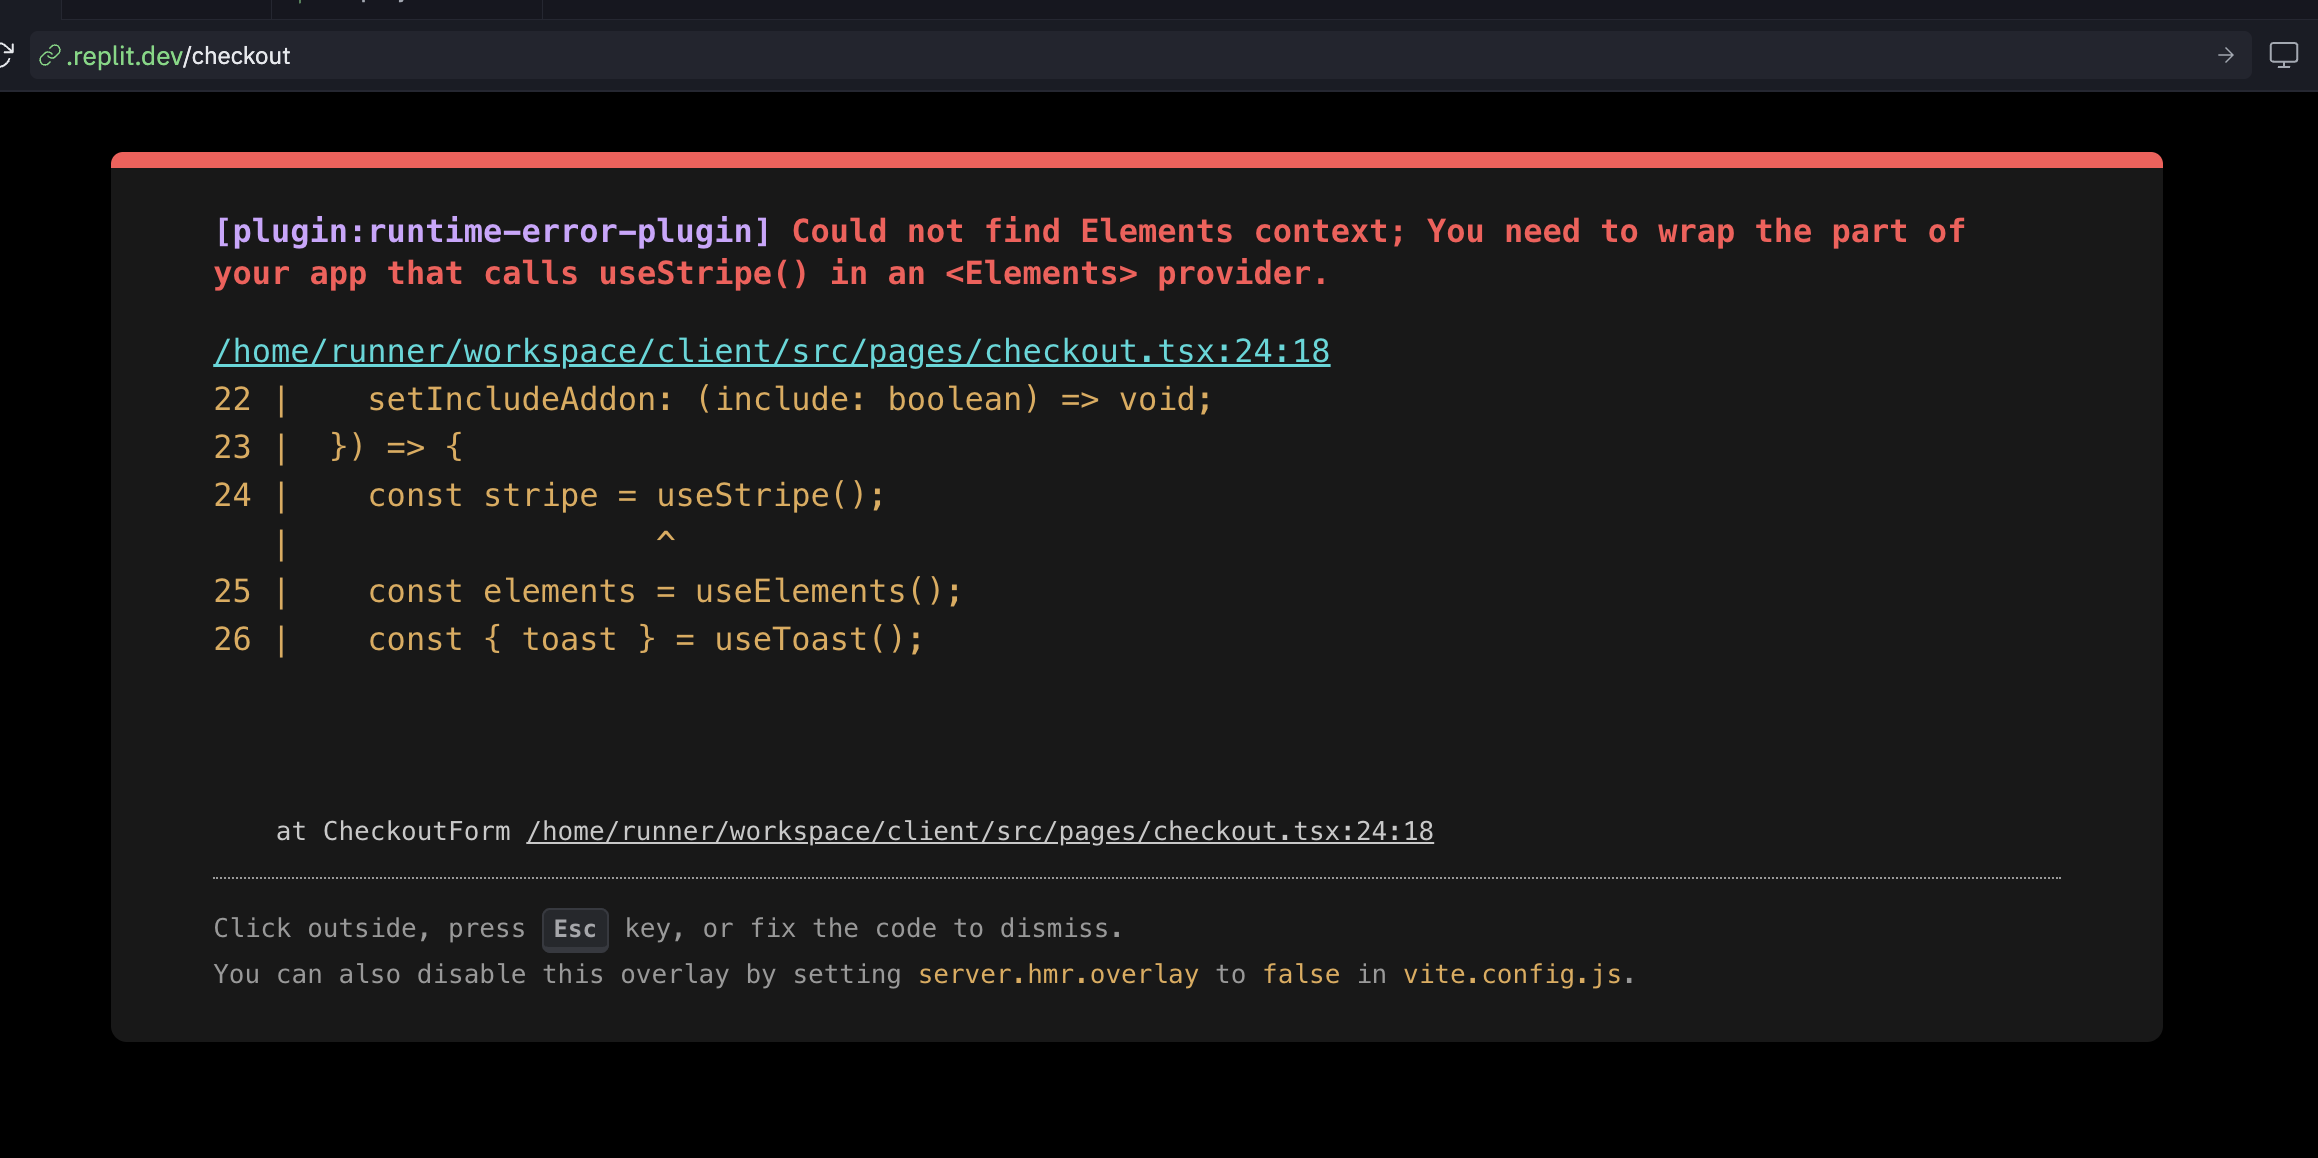 .replit.dev/checkout
[plugin:runtime-error-plugin] Could not find Elements context; You need to wrap the part of
your app that calls useStripe() in an <Elements> provider.
/home/runner/workspace/client/src/pages/checkout.tsx:24:18
22 |    setIncludeAddon: (include: boolean) => void;
23 |  }) => {
24 |    const stripe = useStripe();
   |                   ^
25 |    const elements = useElements();
26 |    const { toast } = useToast();
at CheckoutForm /home/runner/workspace/client/src/pages/checkout.tsx:24:18
Click outside, press Esc key, or fix the code to dismiss.
You can also disable this overlay by setting server.hmr.overlay to false in vite.config.js.